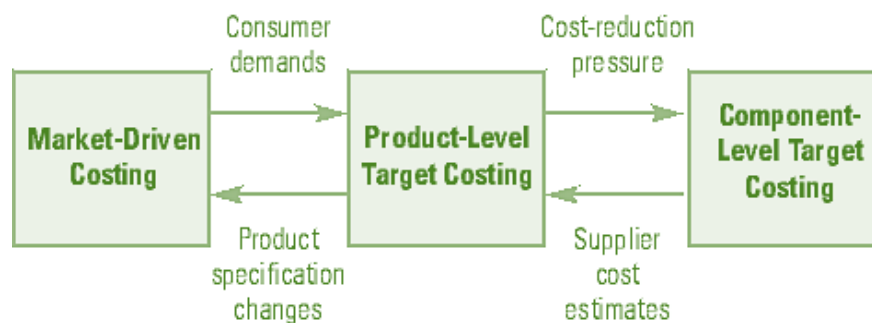 Consumer
demands
Cost-reduction
pressure
Market-Driven
Costing
Product-Level
Target Costing
Component-
Level Target
Costing
Product
specification
changes
Supplier
cost
estimates